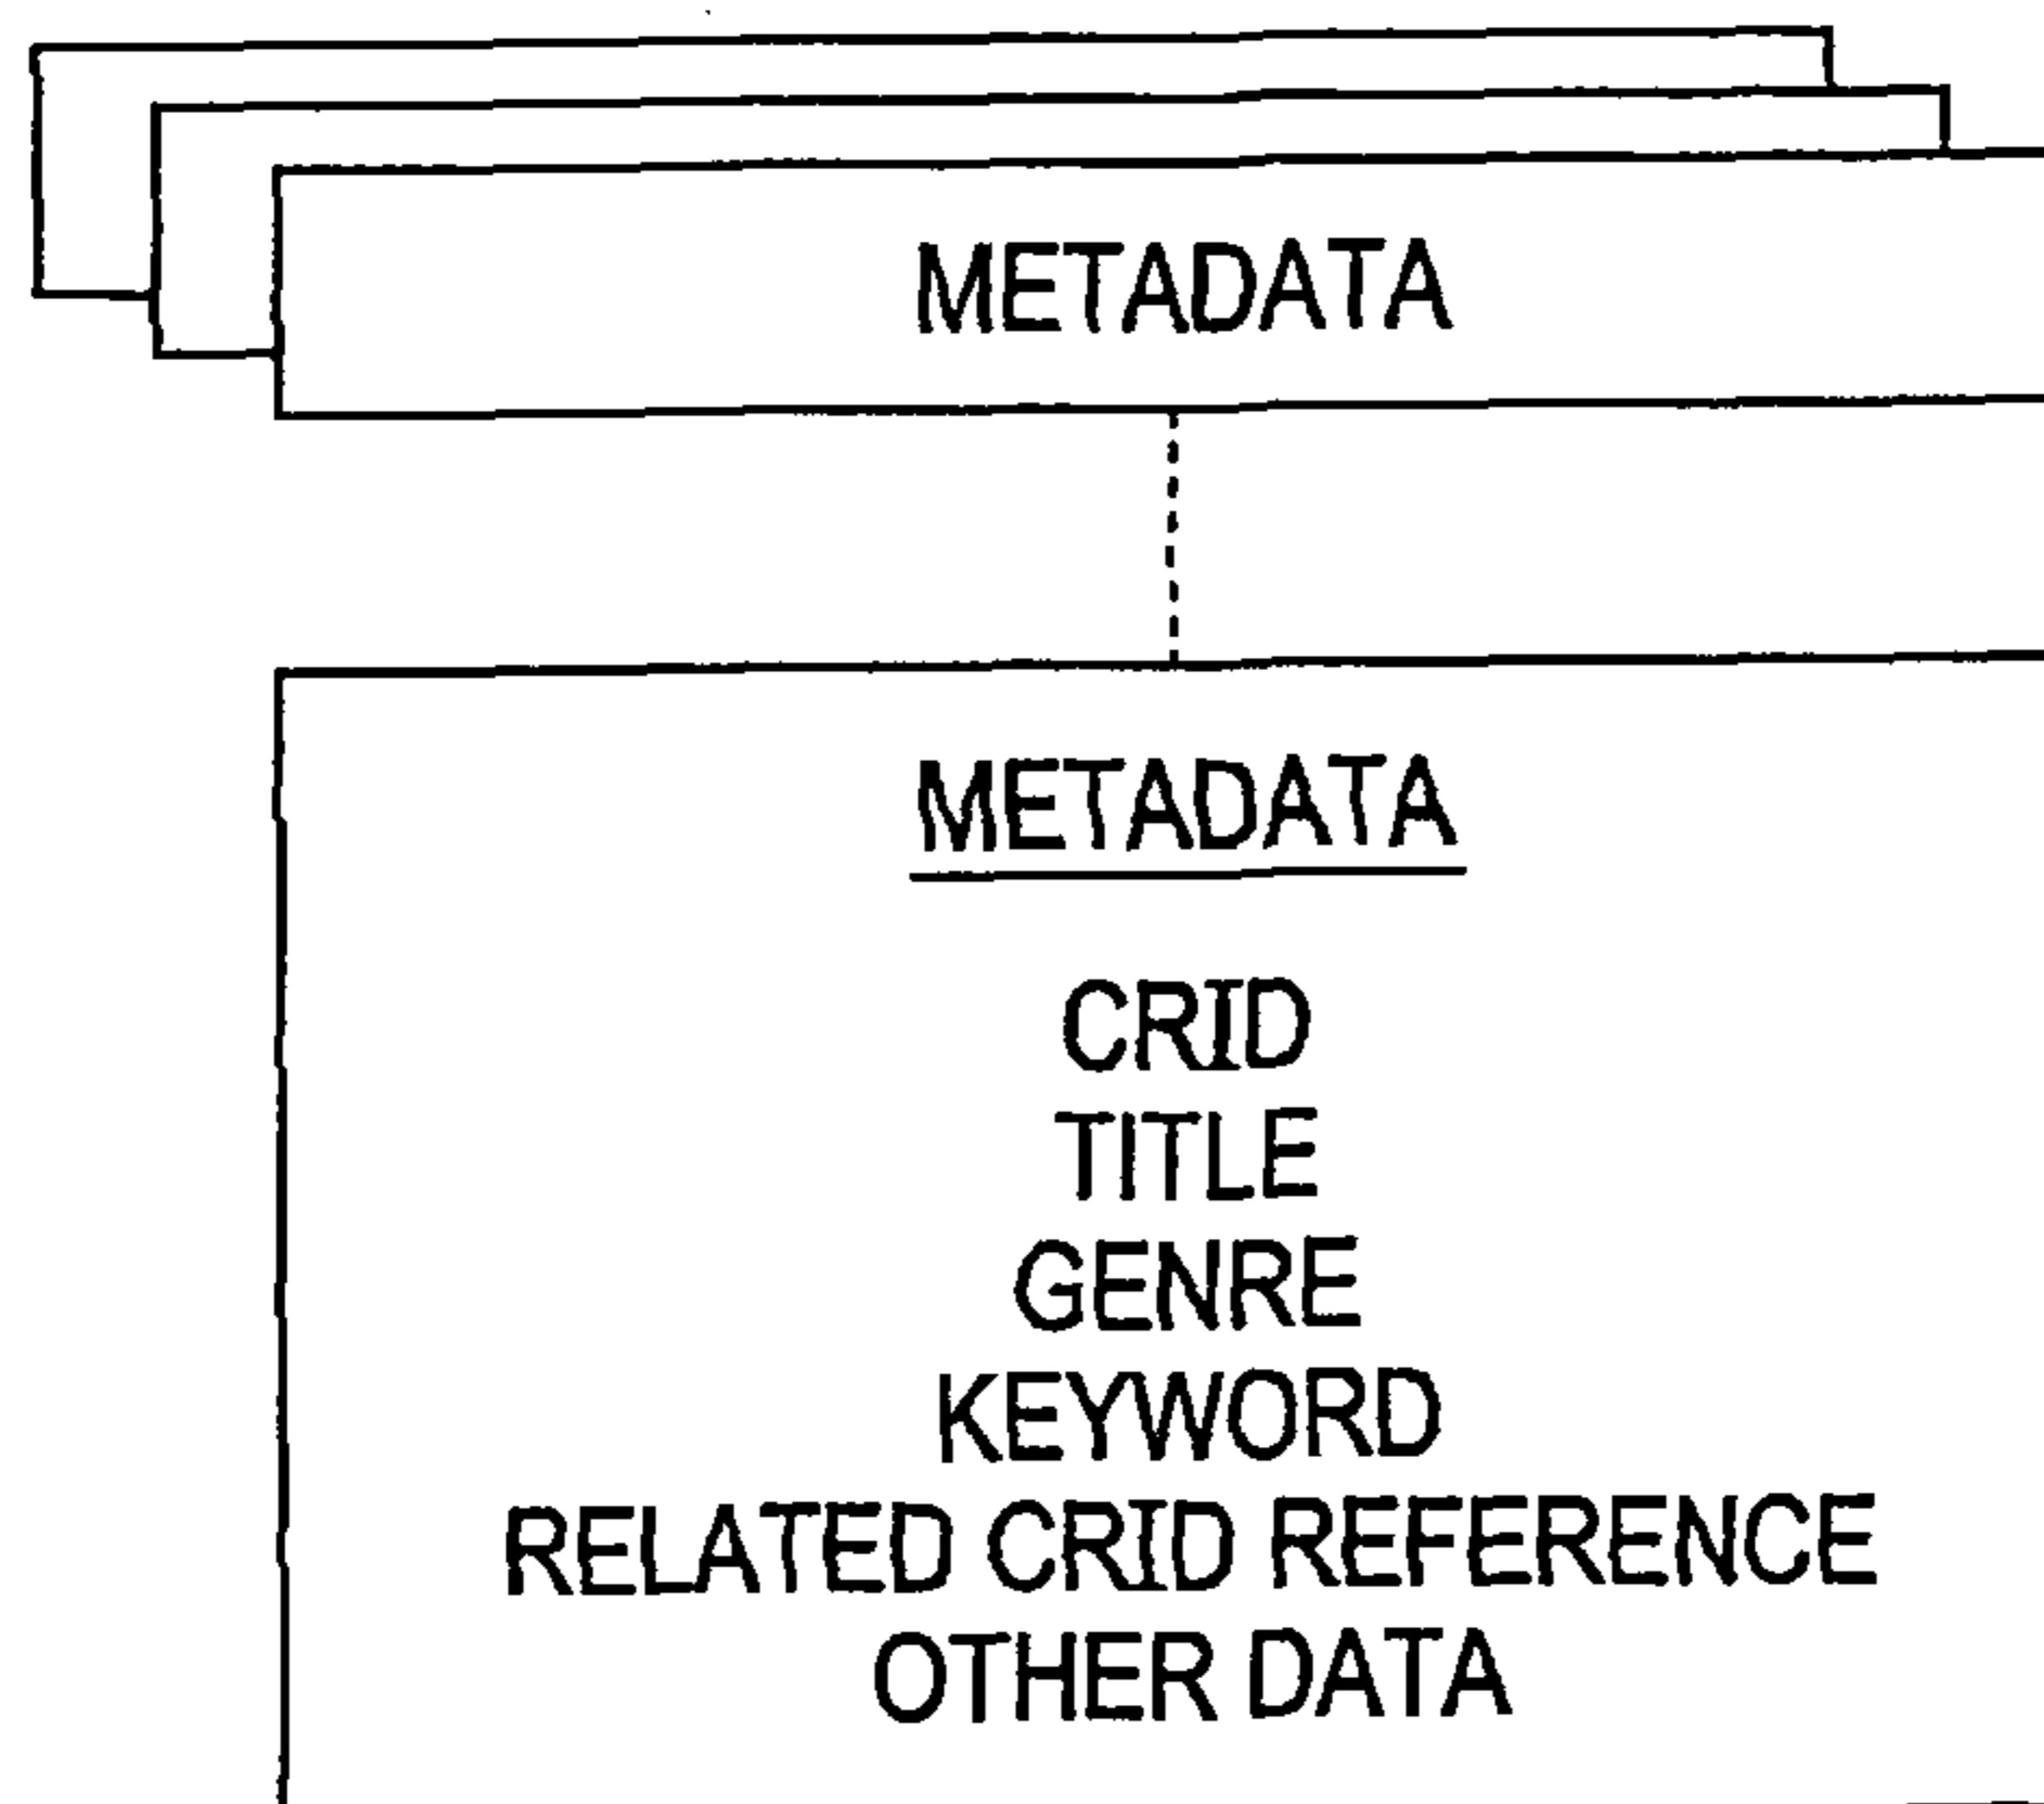 METADATA
METADATA
CRID
TITLE
GENRE
KEYWORD
RELATED CRID REFERENCE
OTHER DATA